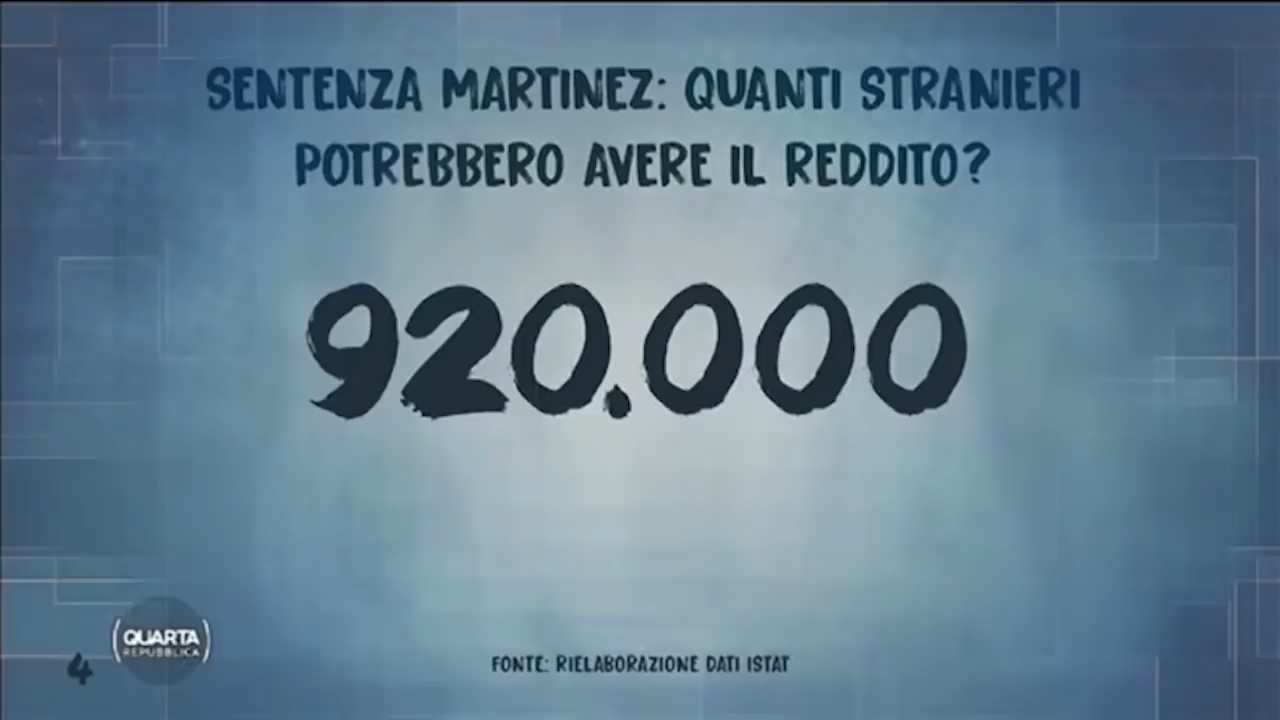 SENTENZA MARTINEZ: QUANTI STRANIERI
POTREBBERO AVERE IL REDDITO?
920.000
(QUARTA
REPUBBLICA)
4
FONTE: RIELABORAZIONE DATI ISTAT